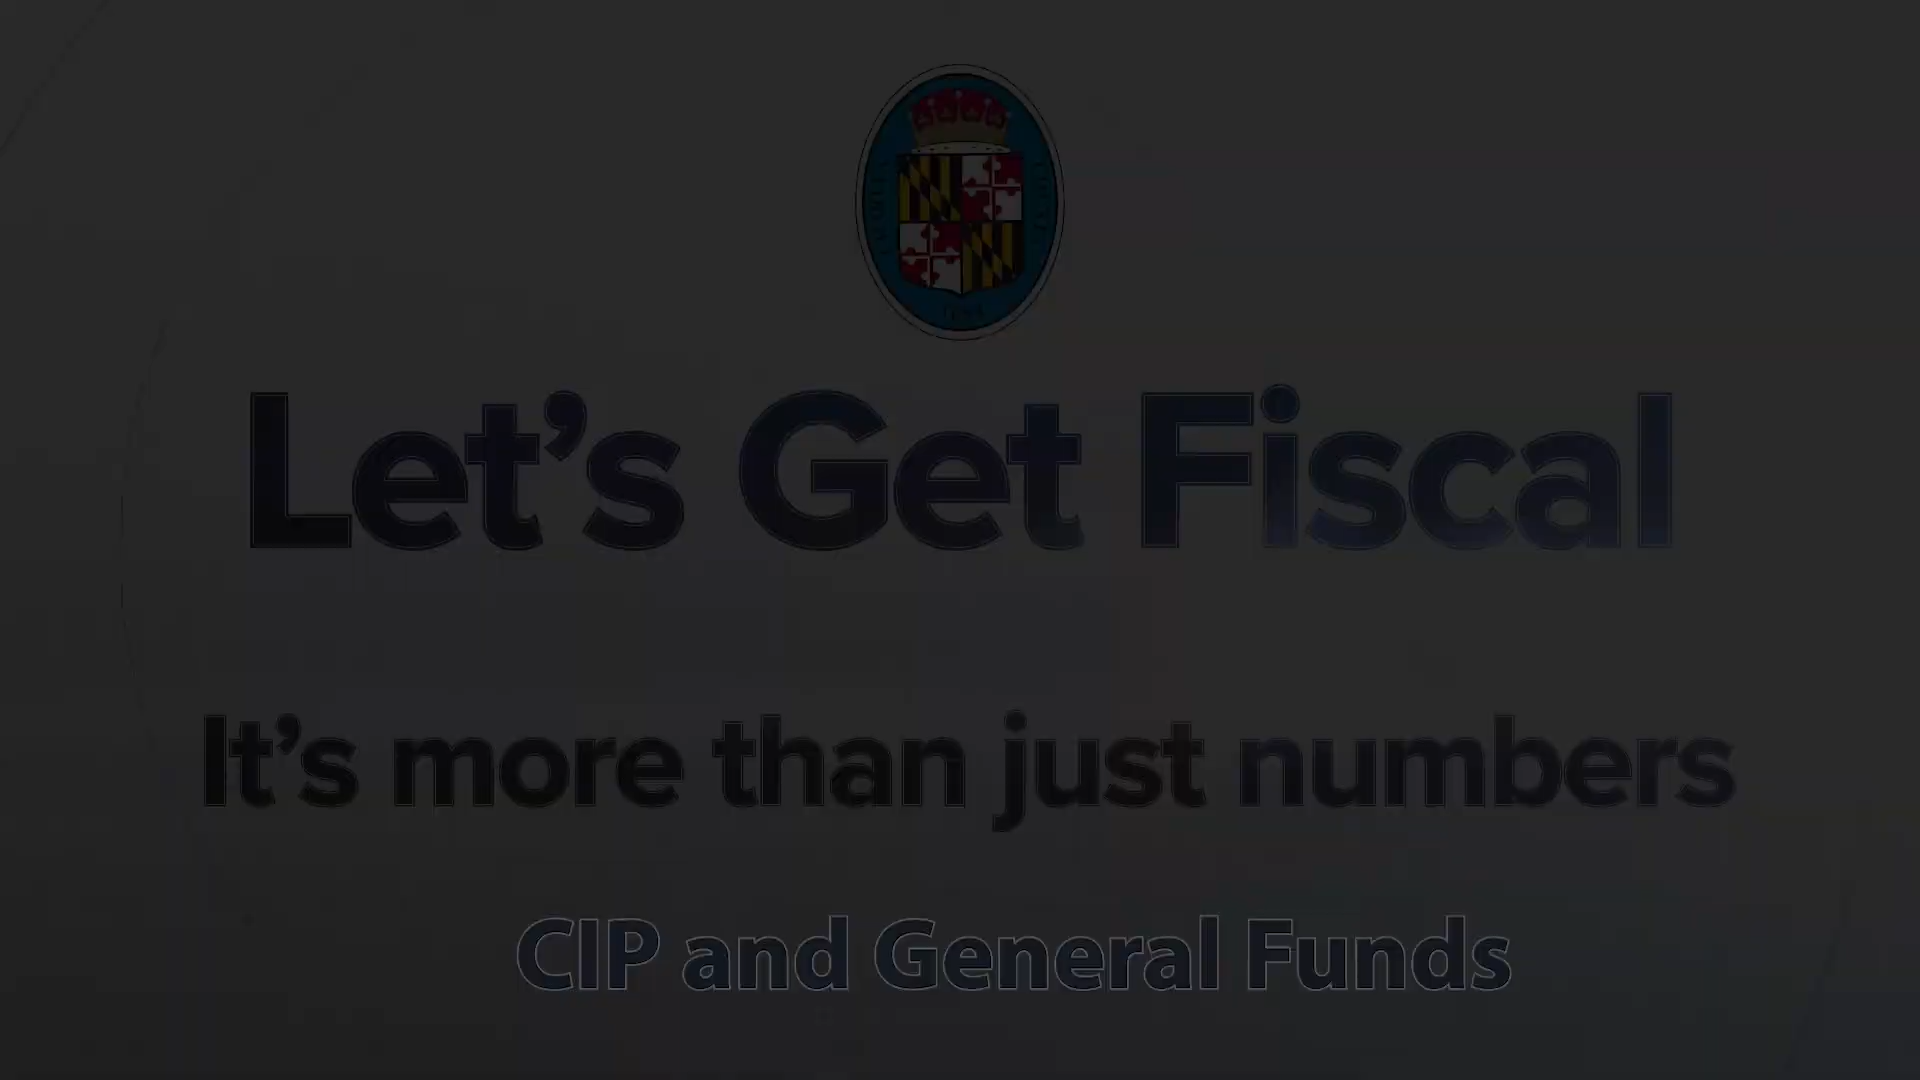 Let's Get Fiscal
It's more than just numbers
CIP and General Funds